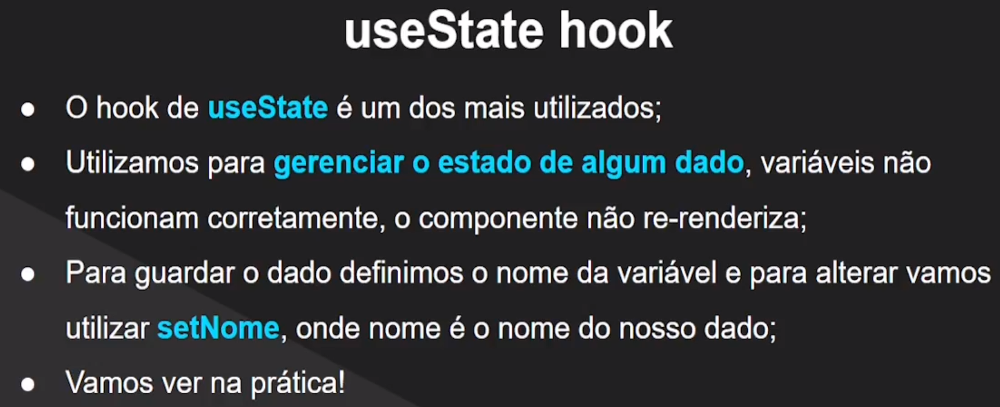 useState hook
● O hook de useState é um dos mais utilizados;
● Utilizamos para gerenciar o estado de algum dado, variáveis não
funcionam corretamente, o componente não re-renderiza;
● Para guardar o dado definimos o nome da variável e para alterar vamos
utilizar setNome, onde nome é o nome do nosso dado;
● Vamos ver na prática!